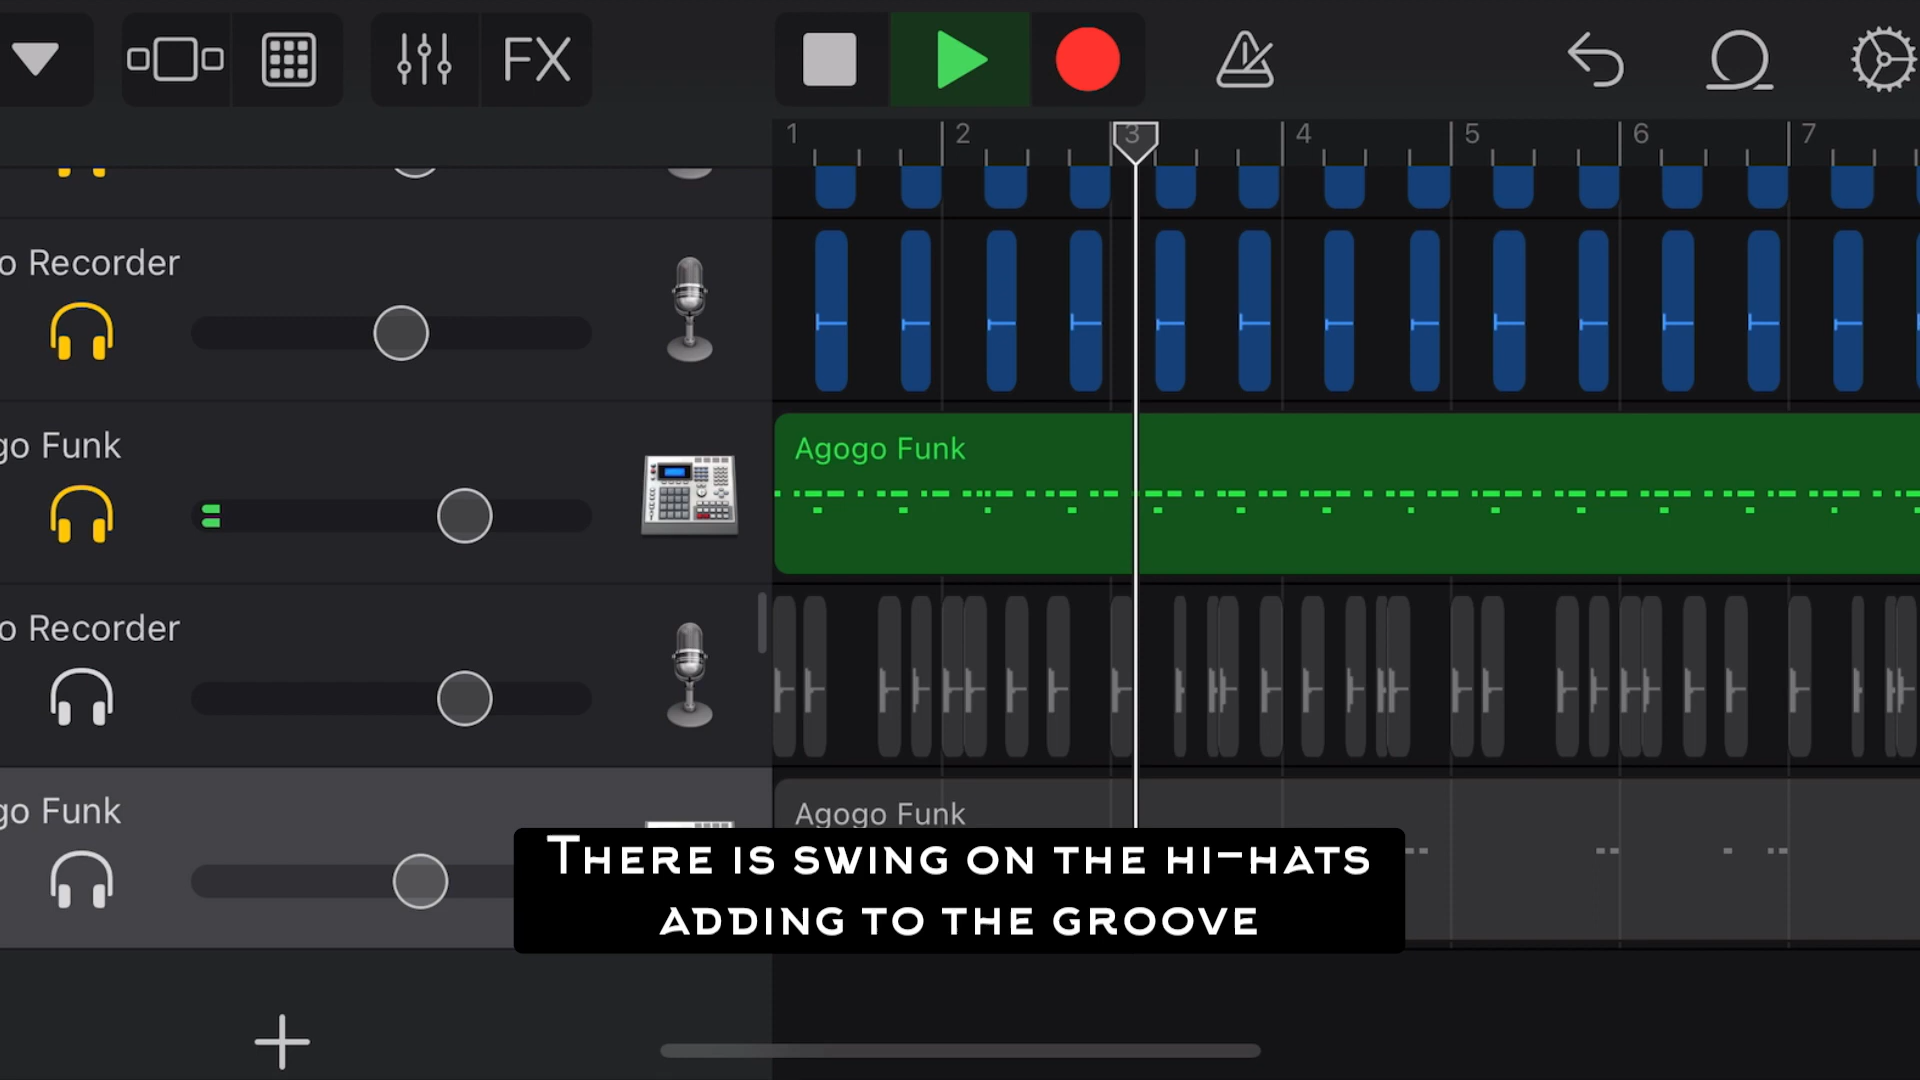 FX
1 2 3 4 5 6 7
o Recorder
go Funk
Agogo Funk
o Recorder
go Funk
Agogo Funk
THERE IS SWING ON THE HI-HATS
ADDING TO THE GROOVE